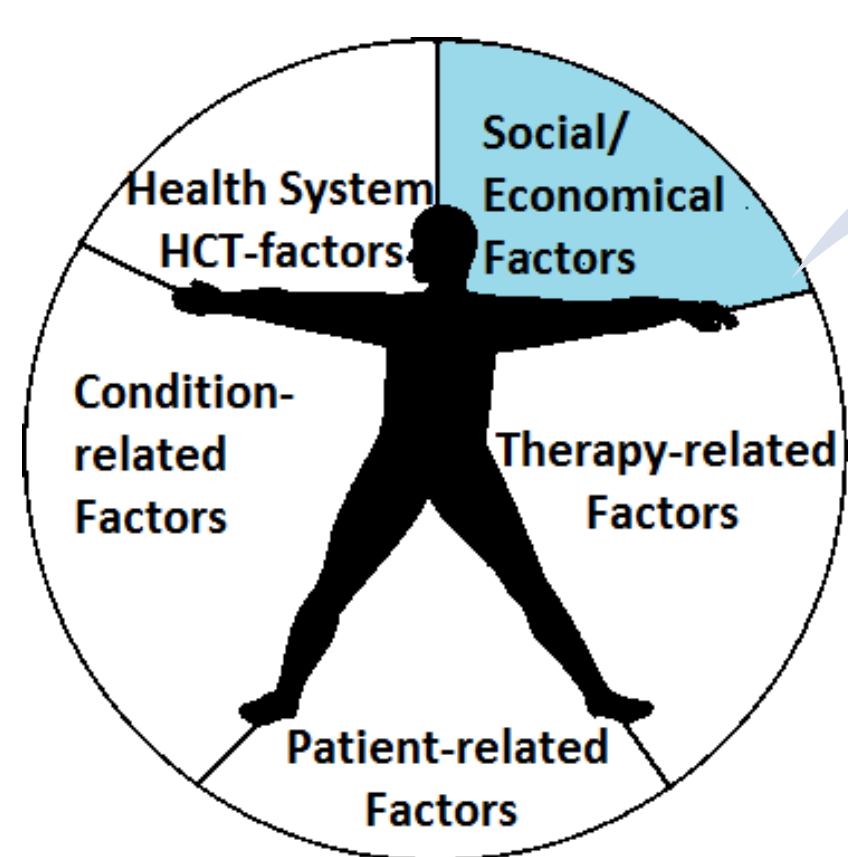 Health System
HCT-factors
Social/
Economical
Factors
Condition-
related
Factors
Therapy-related
Factors
Patient-related
Factors